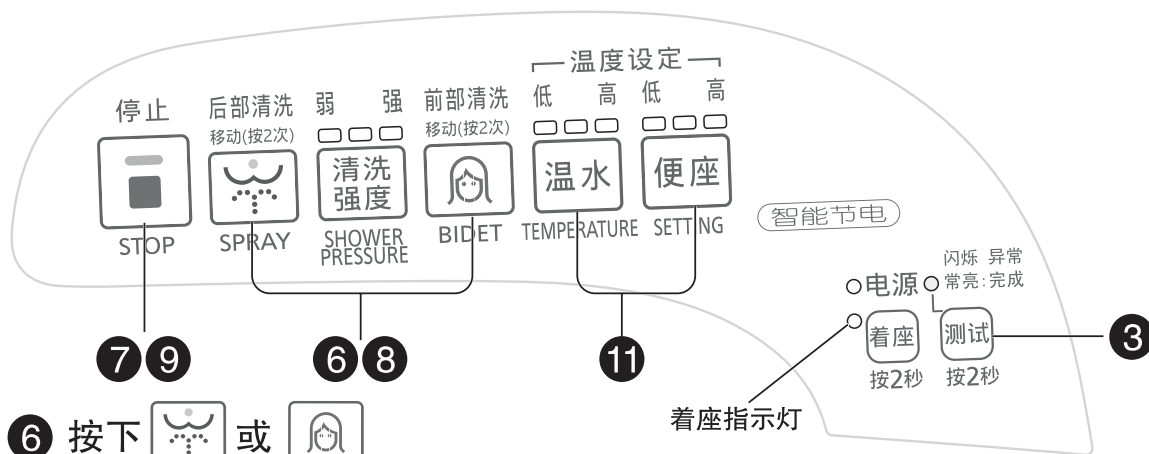 温度设定
停止
后部清洗
移动(按2次)
弱 强
前部清洗
移动(按2次)
低 高
低 高
清洗
强度
温水
便座
STOP
SPRAY
SHOWER
PRESSURE
BIDET
TEMPERATURE
SETTING
智能节电
闪烁 异常
电源
常亮:完成
着座
测试
按2秒
按2秒
7 9
6 8
11
3
着座指示灯
6 按下 或